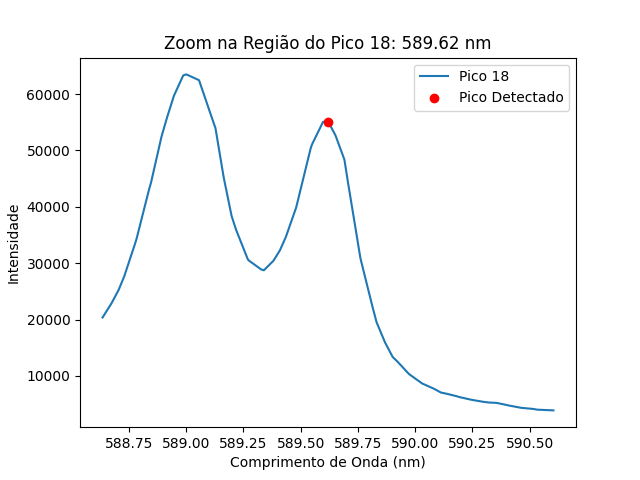 Zoom na Região do Pico 18: 589.62 nm
Pico 18
Pico Detectado
Intensidade
60000
50000
40000
30000
20000
10000
588.75 589.00 589.25 589.50 589.75 590.00 590.25 590.50
Comprimento de Onda (nm)